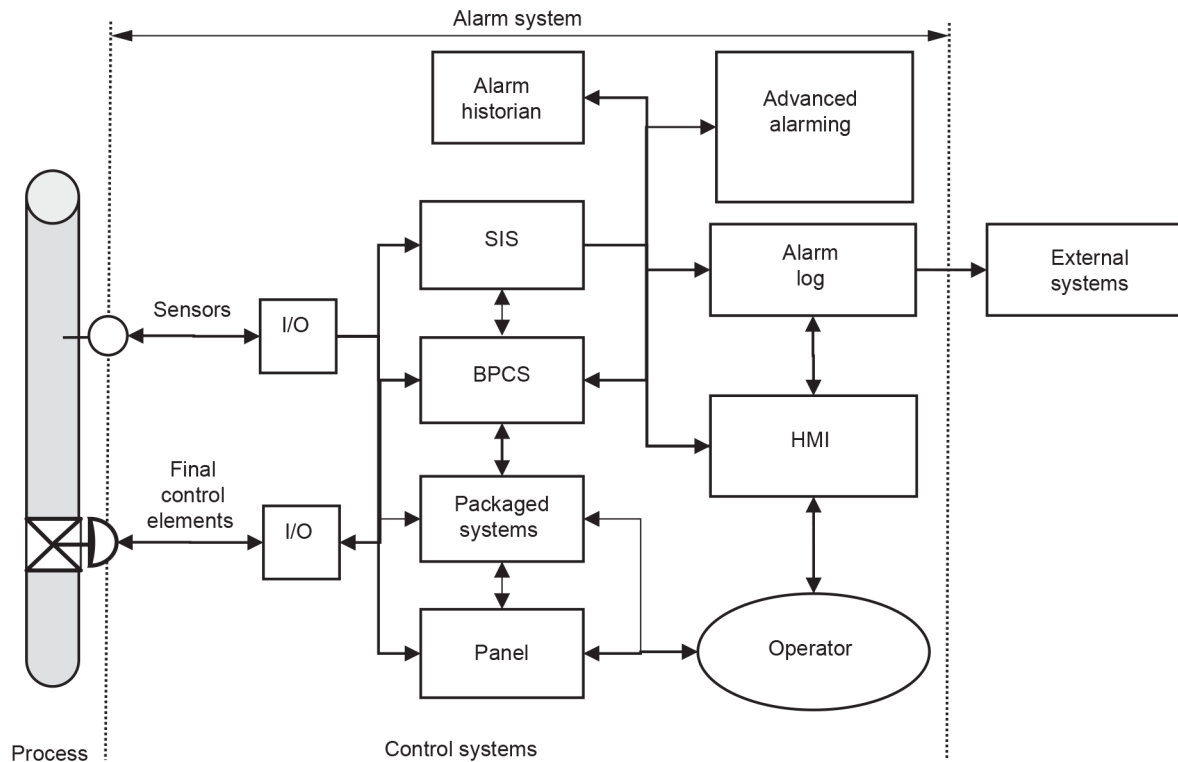 Alarm system
Alarm
historian
Advanced
alarming
SIS
Alarm
log
External
systems
Sensors
I/O
BPCS
HMI
Final
control
elements
I/O
Packaged
systems
Panel
Operator
Process
Control systems